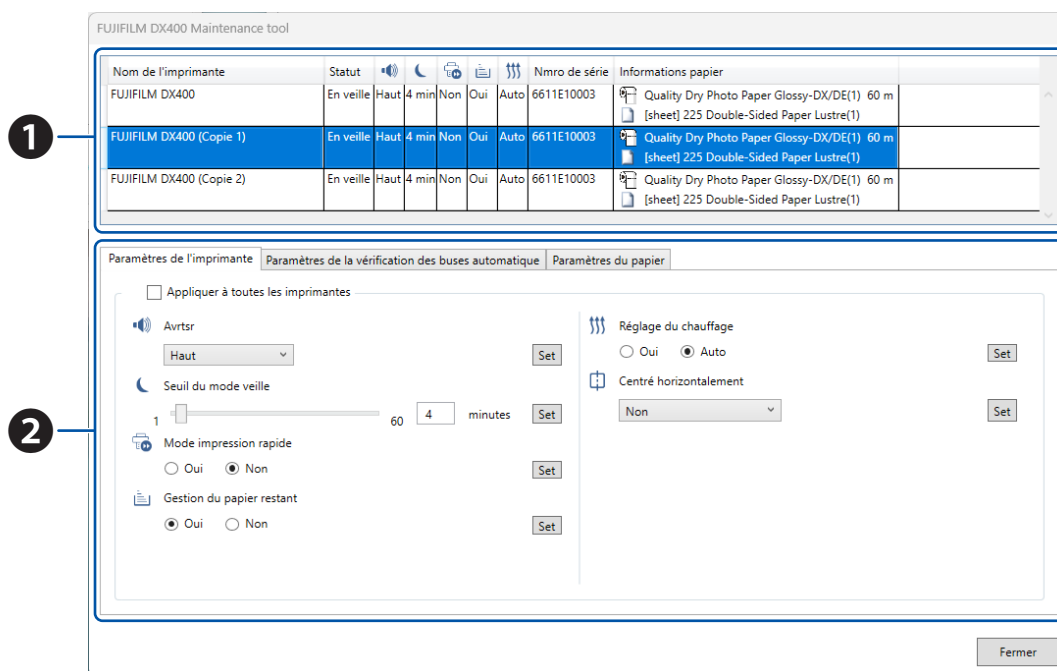 FUJIFILM DX400 Maintenance tool
Nom de l'imprimante Statut Nmro de série Informations papier
FUJIFILM DX400 En veille Haut 4 min Non Oui Auto 6611E10003 Quality Dry Photo Paper Glossy-DX/DE(1) 60 m
[sheet] 225 Double-Sided Paper Lustre(1)
1
FUJIFILM DX400 (Copie 1) En veille Haut 4 min Non Oui Auto 6611E10003 Quality Dry Photo Paper Glossy-DX/DE(1) 60 m
[sheet] 225 Double-Sided Paper Lustre(1)
FUJIFILM DX400 (Copie 2) En veille Haut 4 min Non Oui Auto 6611E10003 Quality Dry Photo Paper Glossy-DX/DE(1) 60 m
[sheet] 225 Double-Sided Paper Lustre(1)
2
Paramètres de l'imprimante Paramètres de la vérification des buses automatique Paramètres du papier
Appliquer à toutes les imprimantes
Avrtsr
Haut Set
Seuil du mode veille
1 60 4 minutes Set
Mode impression rapide
Oui Non Set
Gestion du papier restant
Oui Non Set
Réglage du chauffage
Oui Auto Set
Centré horizontalement
Non Set
Fermer